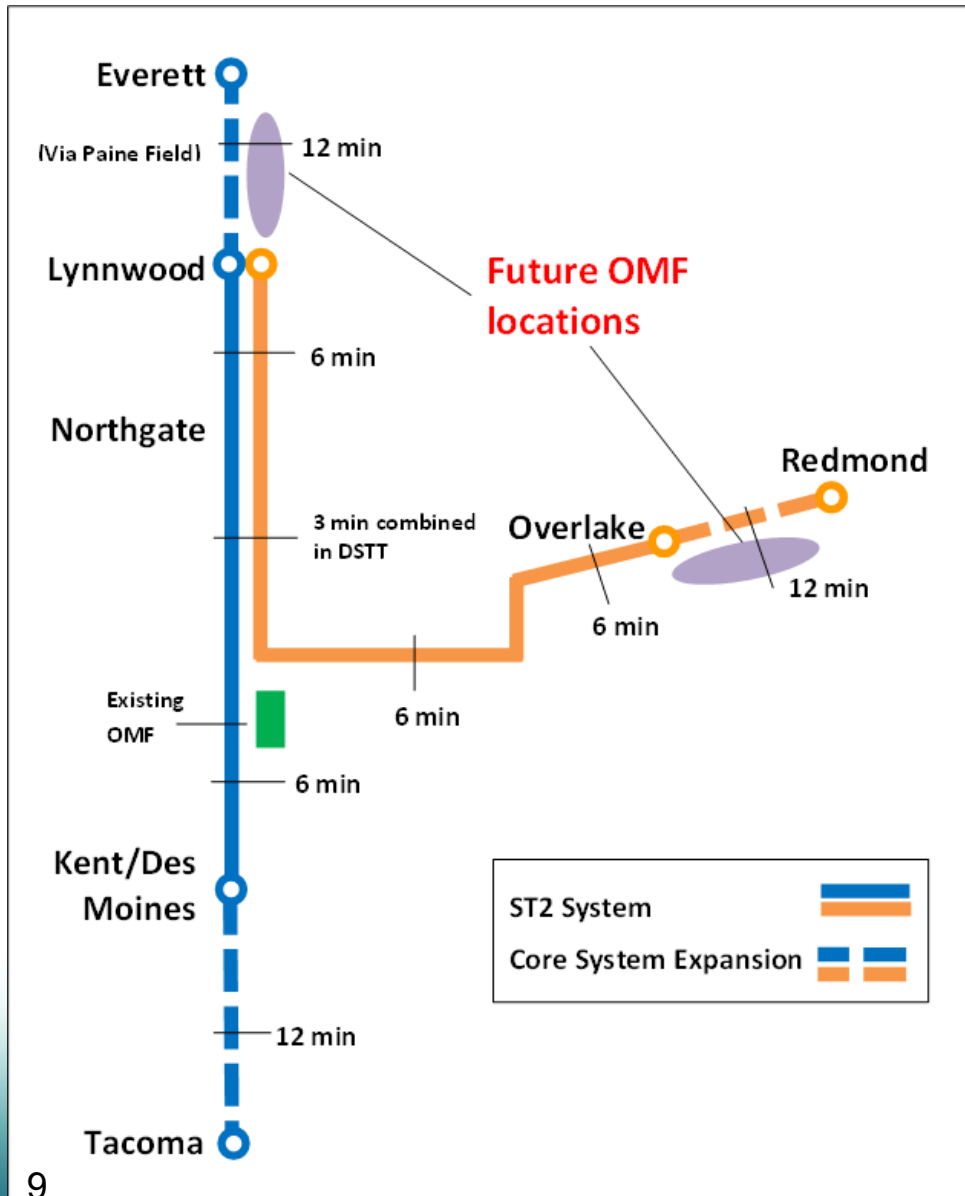 Everett
(Via Paine Field)
12 min
Lynnwood
Future OMF
locations
6 min
Northgate
Redmond
3 min combined
in DSTT
Overlake
12 min
6 min
6 min
Existing
OMF
6 min
Kent/Des
Moines
ST2 System
Core System Expansion
12 min
Tacoma
9